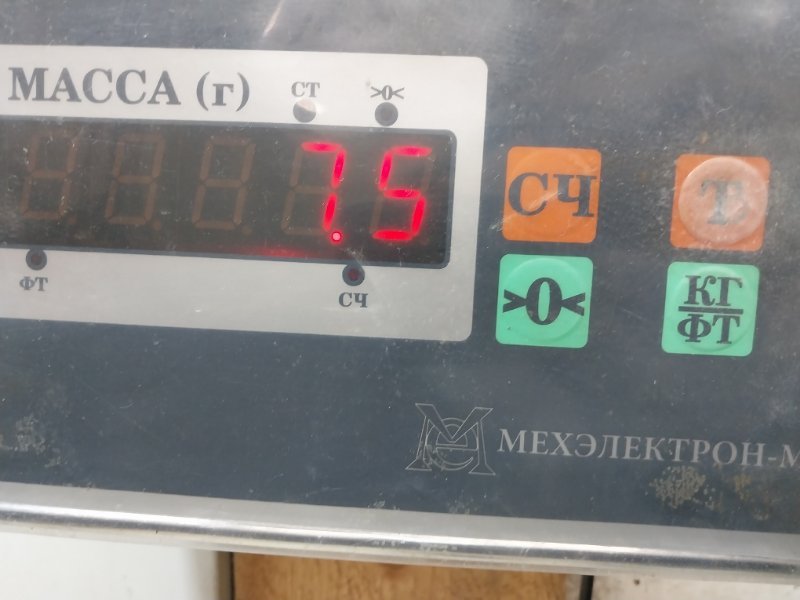 МАССА (г)
СТ
>0<
7.5
ФТ
СЧ
СЧ
Т
>0<
КГ
ФТ
МЕХЭЛЕКТРОН-М